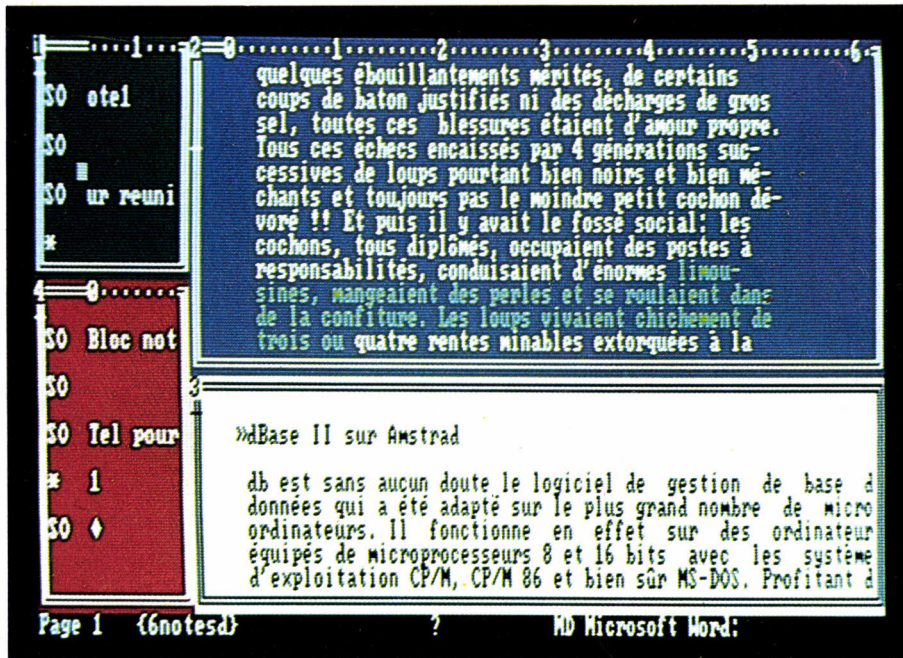 1=====....1...
SO otel
SO
SO ur reuni
*
2==0.........1.........2.........3.........4.........5.........6.
quelques ébouillantements mérités, de certains
coups de baton justifiés ni des décharges de gros
sel, toutes ces blessures étaient d'amour propre.
Tous ces échecs encaissés par 4 générations suc-
cessives de loups pourtant bien noirs et bien mé-
chants et toujours pas le moindre petit cochon dé-
voré !! Et puis il y avait le fossé social: les
cochons, tous diplômés, occupaient des postes à
responsabilités, conduisaient d'énormes limou-
sines, mangeaient des perles et se roulaient dans
de la confiture. Les loups vivaient chichement de
trois ou quatre rentes minables extorquées à la
4===0.......
SO Bloc not
SO
SO Tel pour
* 1
SO ♦
3
»dBase II sur Amstrad
db est sans aucun doute le logiciel de gestion de base d
données qui a été adapté sur le plus grand nombre de micro
ordinateurs. Il fonctionne en effet sur des ordinateur
équipés de microprocesseurs 8 et 16 bits avec les système
d'exploitation CP/M, CP/M 86 et bien sûr MS-DOS. Profitant d
Page 1 {6notesd} ? MD Microsoft Word: